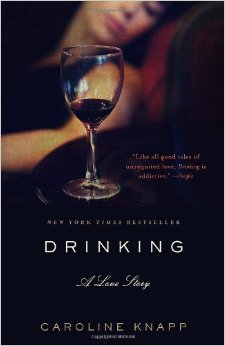 "Like all good tales of
unrequited love, Drinking is
addictive." —People
NEW YORK TIMES BESTSELLER
DRINKING
A Love Story
CAROLINE KNAPP